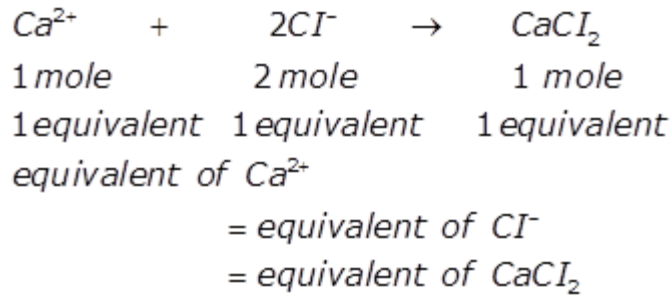 Ca²⁺ + 2CI⁻ → CaCI₂
1 mole 2 mole 1 mole
1 equivalent 1 equivalent 1 equivalent
equivalent of Ca²⁺
= equivalent of CI⁻
= equivalent of CaCI₂